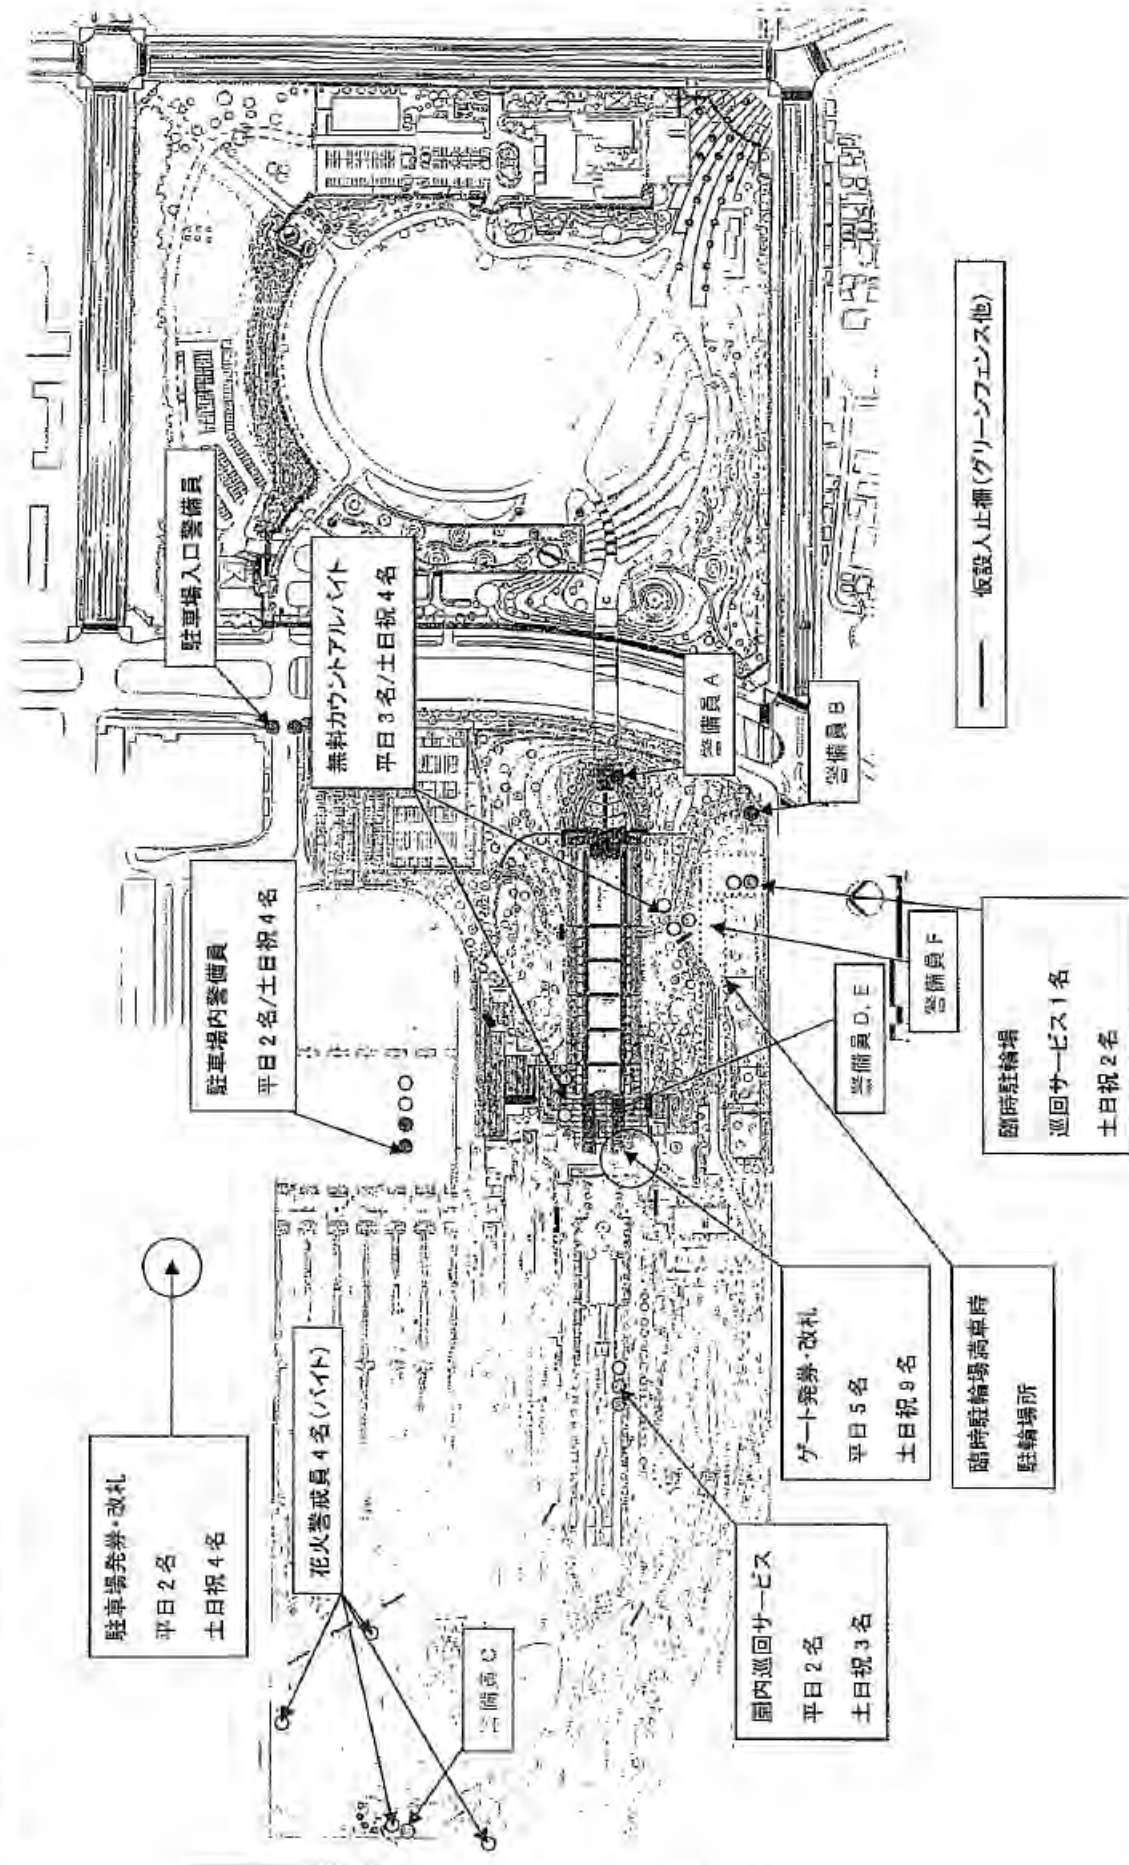 駐車場発券・改札
平日2名
土日祝4名
花火警戒員4名(バイト)
警備員C
駐車場内警備員
平日2名/土日祝4名
駐車場入口警備員
無料カウントアルバイト
平日3名/土日祝4名
警備員A
警備員B
警備員D,E
警備員F
臨時駐輪場
巡回サービス1名
土日祝2名
ゲート発券・改札
平日5名
土日祝9名
臨時駐輪場満車時
駐輪場所
園内巡回サービス
平日2名
土日祝3名
仮設人止柵(グリーンフェンス他)